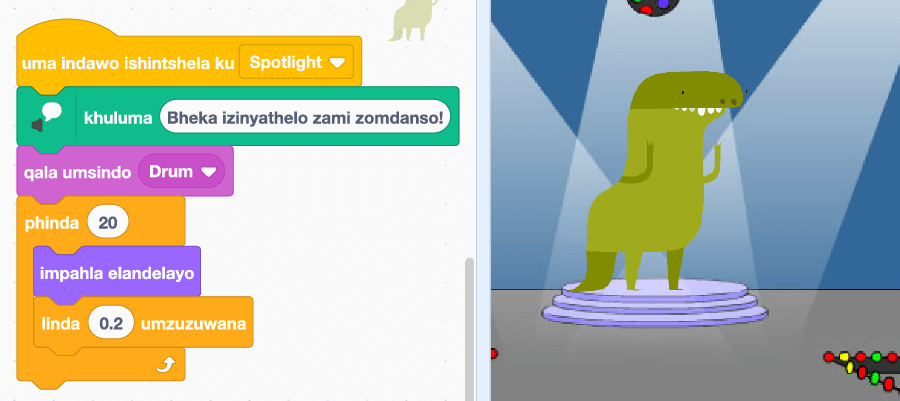 uma indawo ishintshela ku Spotlight
khuluma Bheka izinyathelo zami zomdanso!
qala umsindo Drum
phinda 20
impahla elandelayo
linda 0.2 umzuzuwana